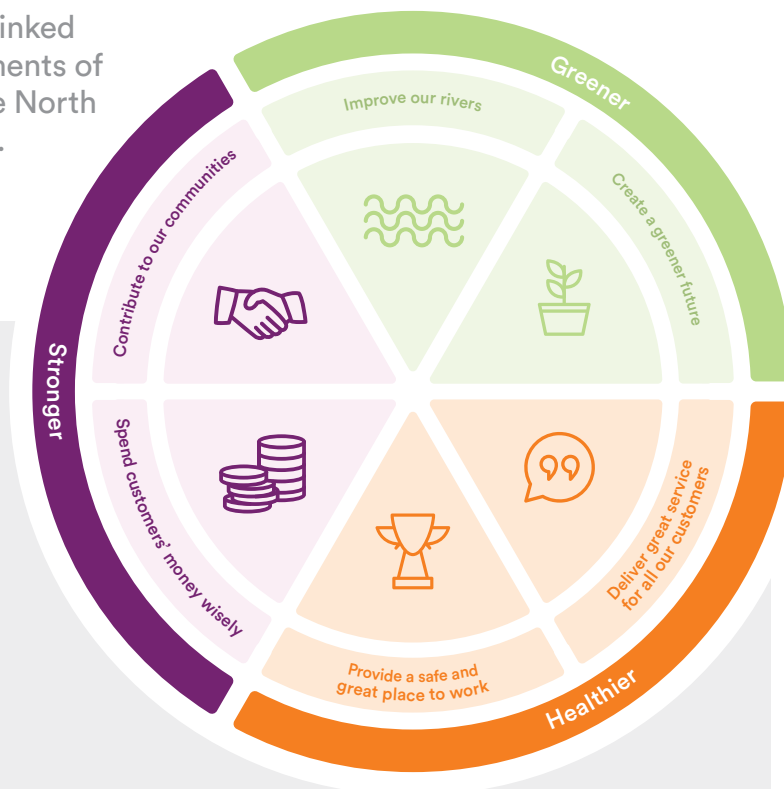 inked
ments of
e North
.
Greener
Improve our rivers
Create a greener future
Stronger
Contribute to our communities
Spend customers’ money wisely
Healthier
Deliver great service
for all our customers
Provide a safe and
great place to work